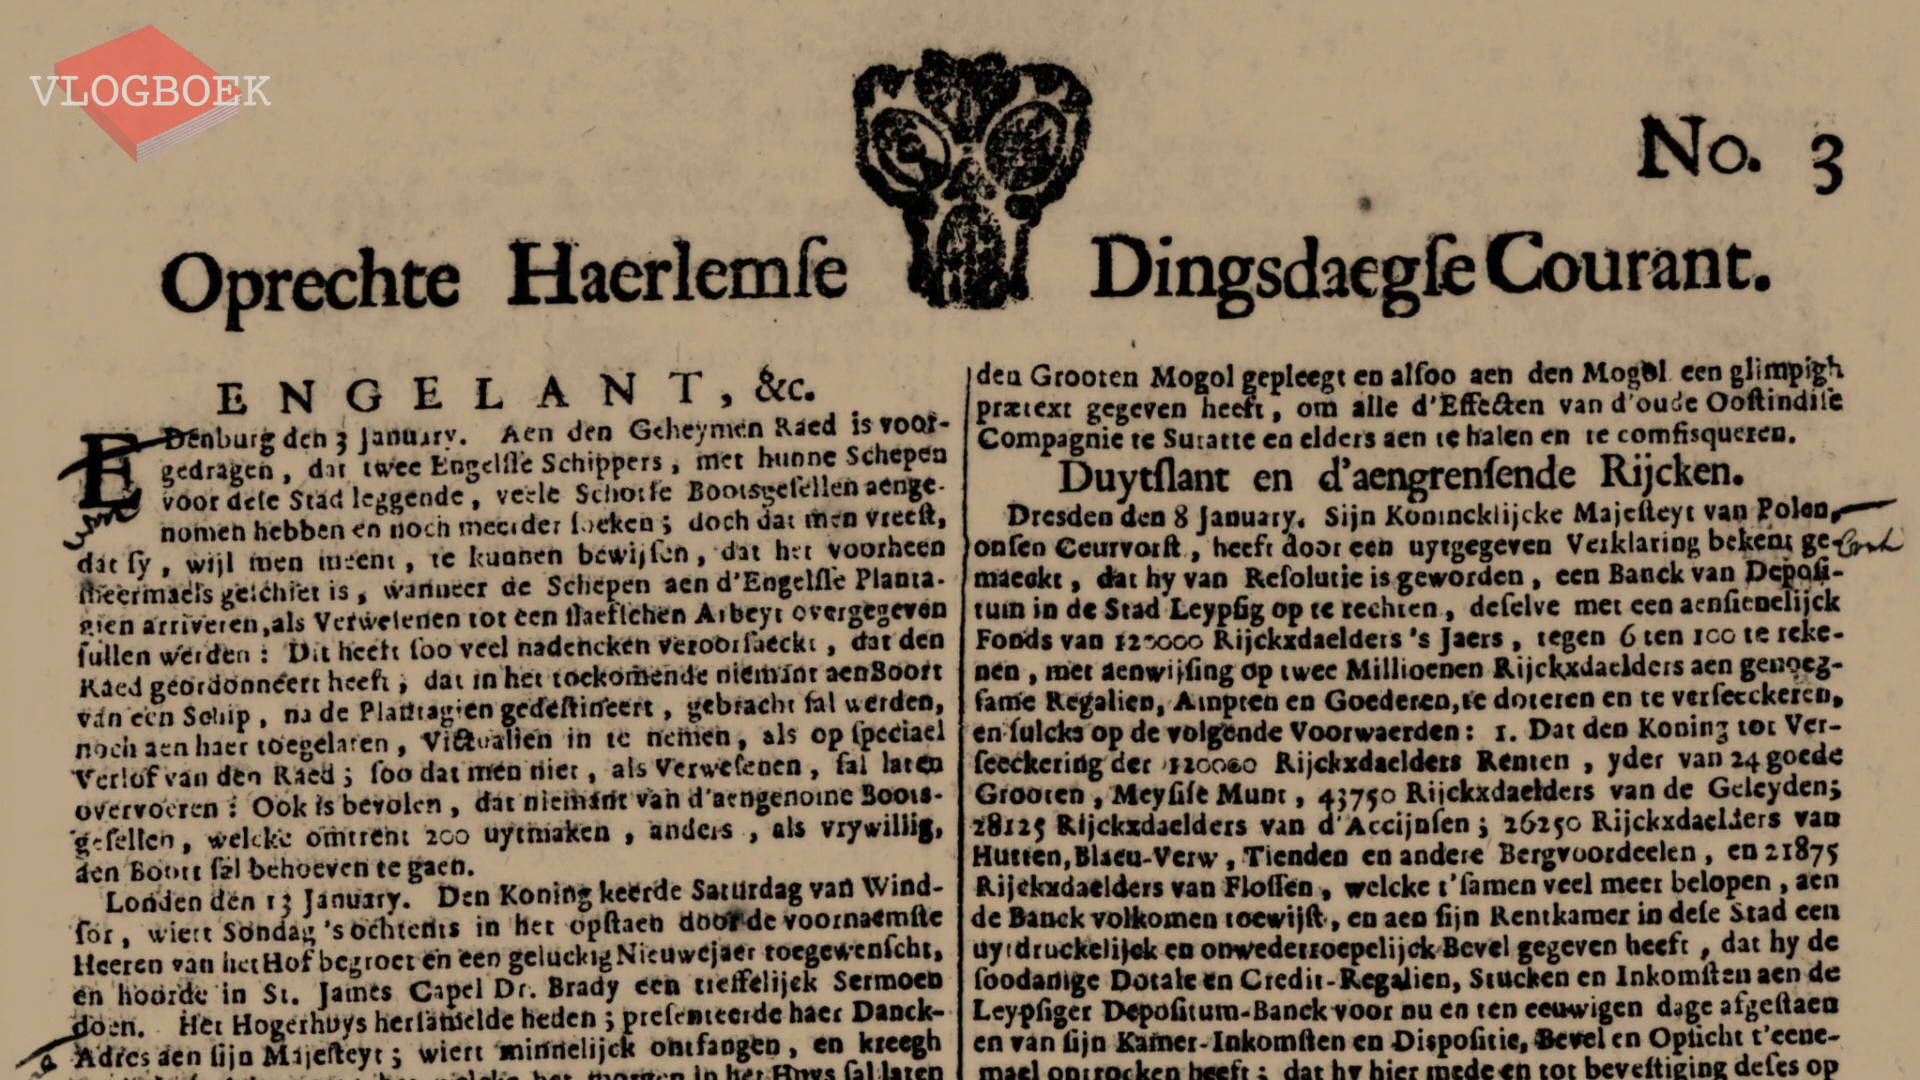 VLOGBOEK
No. 3
Oprechte Haerlemſe Dingsdaegſe Courant.
ENGELANT, &c.
EDenburg den 3 January. Aen den Geheymen Raed is voor-
gedragen, dat twee Engelſſe Schippers, met hunne Schepen
voor deſe Stad leggende, veele Schotſe Bootsgeſellen aenge-
nomen hebben en noch meerder ſoeken; doch dat men vreeſt,
dat ſy, wijl men meent, te kunnen bewijſen, dat het voorheen
meermaels geſchiet is, wanneer de Schepen aen d'Engelſſe Planta-
gien arriveren, als Verweſenen tot een ſlaeffchen Arbeyt overgegeven
ſullen werden: Dit heeft ſoo veel nadencken veroorſaeckt, dat den
Raed geordonneert heeft, dat in het toekomende niemant aen Boort
van een Schip, na de Plantagien gedeſtineert, gebracht ſal werden,
noch aen haer toegelaten, Victualien in te nemen, als op ſpeciael
Verlof van den Raed; ſoo dat men niet, als Verweſenen, ſal laten
overvoeren: Ook is bevolen, dat niemant van d'aengenome Boots-
geſellen, welcke omtrent 200 uytmaken, anders, als vrywillig,
aen Boort ſal behoeven te gaen.
Londen den 13 January. Den Koning keerde Saturdag van Wind-
ſor, wiert Sondag 's ochtents in het opſtaen door de voornaemſte
Heeren van het Hof begroet en een geluckig Nieuwejaer toegewenſcht,
en hoorde in St. James Capel Dr. Brady een treffelijck Sermoen
doen. Het Hogerhuys herſamelde heden; preſenteerde haer Danck-
Adres aen ſijn Majeſteyt; wiert minnelijck ontfangen, en kreegh
den Grooten Mogol gepleegt en alſoo aen den Mogol een glimpigh
prætext gegeven heeft, om alle d'Effecten van d'oude Ooſtindiſe
Compagnie te Suratte en elders aen te halen en te comfisqueren.
Duytſlant en d'aengrenſende Rijcken.
Dresden den 8 January. Sijn Konincklijcke Majeſteyt van Polen,
onſen Ceurvorſt, heeft door een uytgegeven Verklaring bekent ge-
maeckt, dat hy van Reſolutie is geworden, een Banck van Depoſi-
tum in de Stad Leypſig op te rechten, deſelve met een aenſienelijck
Fonds van 120000 Rijckxdaelders 's Jaers, tegen 6 ten 100 te reke-
nen, met aenwijſing op twee Millioenen Rijckxdaelders aen genoeg-
ſame Regalien, Ampten en Goederen, te doteren en te verſeeckeren,
en ſulcks op de volgende Voorwaerden: 1. Dat den Koning tot Ver-
ſeeckering der 120000 Rijckxdaelders Renten, yder van 24 goede
Grooten, Meyſiſe Munt, 43750 Rijckxdaelders van de Geleyden;
28125 Rijckxdaelders van d'Accijnſen; 26250 Rijckxdaelders van
Hutten, Blaeu-Verw, Tienden en andere Bergvoordeelen, en 21875
Rijckxdaelders van Floſſen, welcke t'ſamen veel meer belopen, aen
de Banck volkomen toewijſt, en aen ſijn Rentkamer in deſe Stad een
uytdruckelijck en onwederroepelijck Bevel gegeven heeft, dat hy de
ſoodanige Dotale en Credit-Regalien, Stucken en Inkomſten aen de
Leypſiger Depoſitum-Banck voor nu en ten eeuwigen dage afgeſtaen
en van ſijn Kamer-Inkomſten en Diſpoſitie, Bevel en Opſicht t'eene-
mael ontrocken heeft; dat hy hier mede en tot beveſtiging deſes op